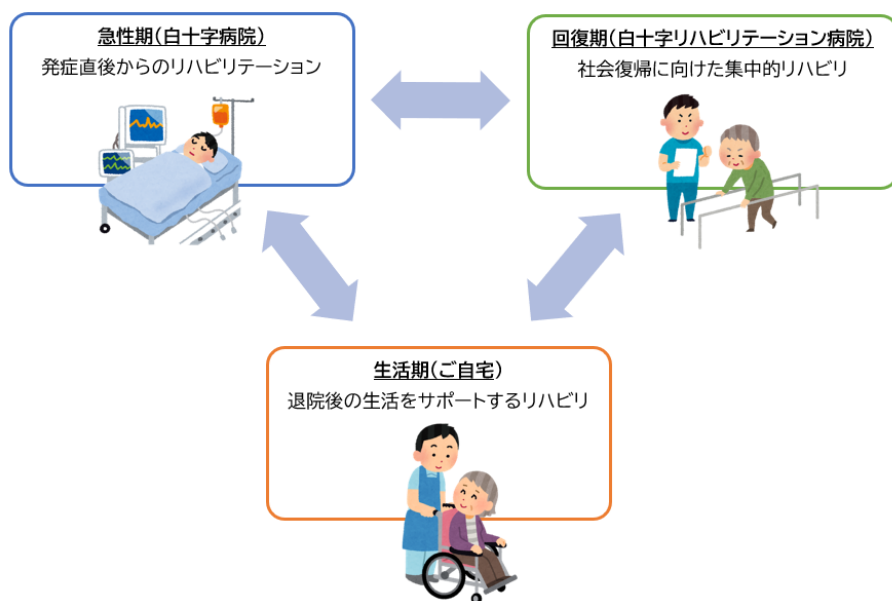 急性期（白十字病院）
発症直後からのリハビリテーション
回復期（白十字リハビリテーション病院）
社会復帰に向けた集中的リハビリ
生活期（ご自宅）
退院後の生活をサポートするリハビリ